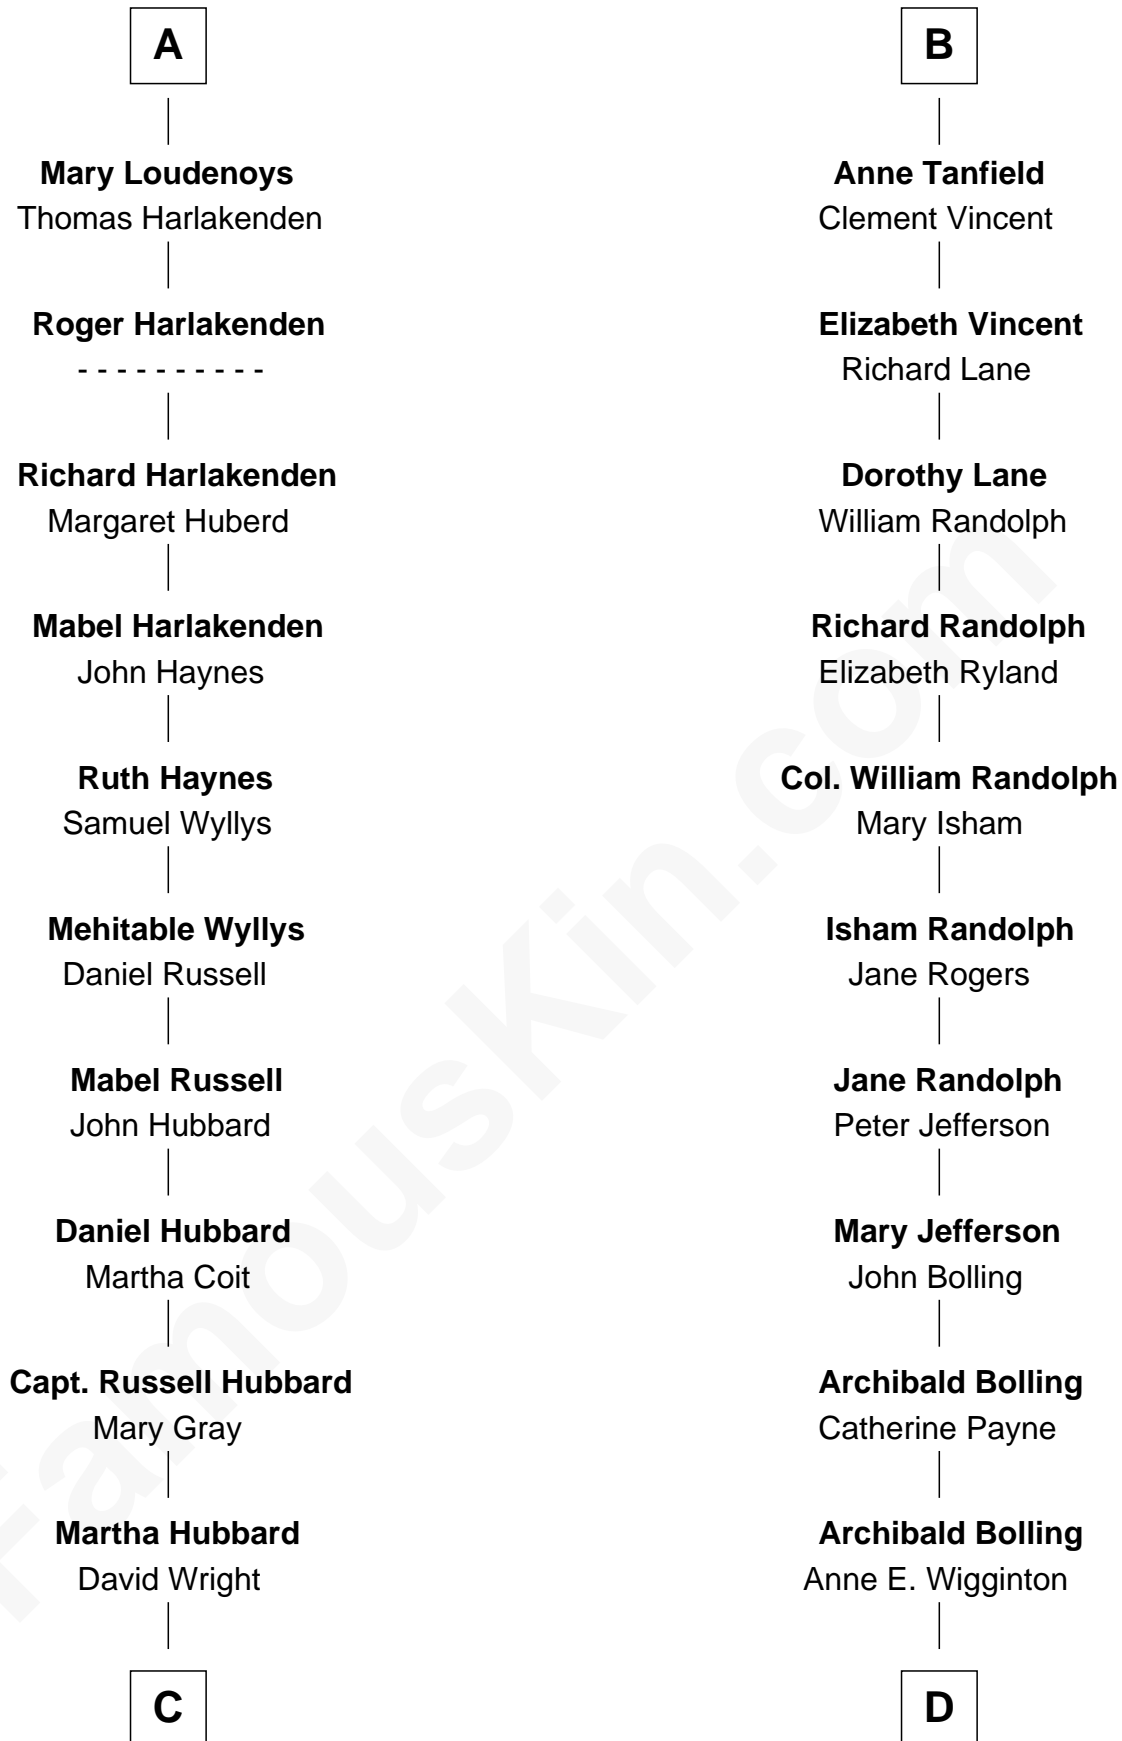 A
Mary Loudenoys
Thomas Harlakenden
Roger Harlakenden
- - - - - - - - - -
Richard Harlakenden
Margaret Huberd
Mabel Harlakenden
John Haynes
Ruth Haynes
Samuel Wyllys
Mehitable Wyllys
Daniel Russell
Mabel Russell
John Hubbard
Daniel Hubbard
Martha Coit
Capt. Russell Hubbard
Mary Gray
Martha Hubbard
David Wright
C
B
Anne Tanfield
Clement Vincent
Elizabeth Vincent
Richard Lane
Dorothy Lane
William Randolph
Richard Randolph
Elizabeth Ryland
Col. William Randolph
Mary Isham
Isham Randolph
Jane Rogers
Jane Randolph
Peter Jefferson
Mary Jefferson
John Bolling
Archibald Bolling
Catherine Payne
Archibald Bolling
Anne E. Wigginton
D
FamousKin.com